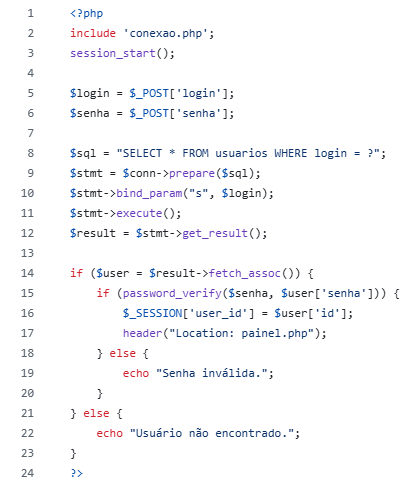 1 <?php
2 include 'conexao.php';
3 session_start();
4
5 $login = $_POST['login'];
6 $senha = $_POST['senha'];
7
8 $sql = "SELECT * FROM usuarios WHERE login = ?";
9 $stmt = $conn->prepare($sql);
10 $stmt->bind_param("s", $login);
11 $stmt->execute();
12 $result = $stmt->get_result();
13
14 if ($user = $result->fetch_assoc()) {
15     if (password_verify($senha, $user['senha'])) {
16         $_SESSION['user_id'] = $user['id'];
17         header("Location: painel.php");
18     } else {
19         echo "Senha inválida.";
20     }
21 } else {
22     echo "Usuário não encontrado.";
23 }
24 ?>